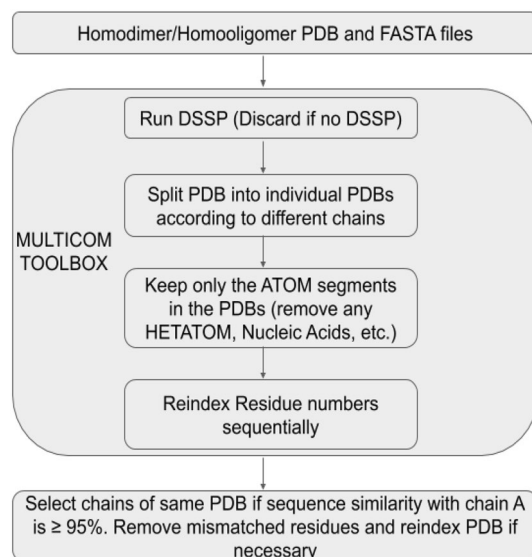 Homodimer/Homooligomer PDB and FASTA files
Run DSSP (Discard if no DSSP)
Split PDB into individual PDBs
according to different chains
MULTICOM
TOOLBOX
Keep only the ATOM segments
in the PDBs (remove any
HETATOM, Nucleic Acids, etc.)
Reindex Residue numbers
sequentially
Select chains of same PDB if sequence similarity with chain A
is ≥ 95%. Remove mismatched residues and reindex PDB if
necessary